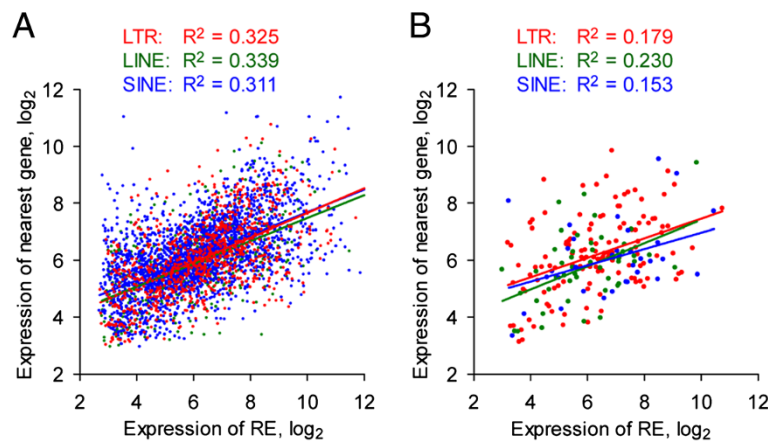 A
LTR: R² = 0.325
LINE: R² = 0.339
SINE: R² = 0.311
12
10
8
6
4
2
Expression of nearest gene, log₂
2 4 6 8 10 12
Expression of RE, log₂
B
LTR: R² = 0.179
LINE: R² = 0.230
SINE: R² = 0.153
12
10
8
6
4
2
Expression of nearest gene, log₂
2 4 6 8 10 12
Expression of RE, log₂